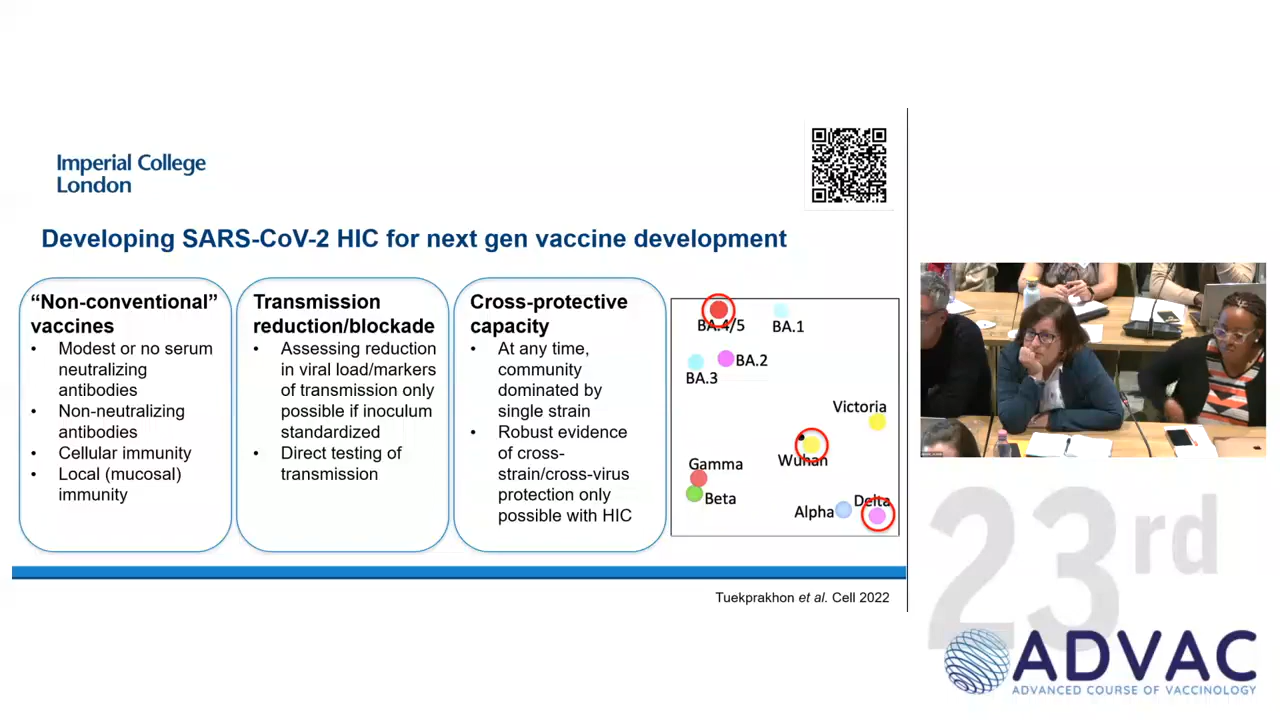 Imperial College
London
Developing SARS-CoV-2 HIC for next gen vaccine development
“Non-conventional”
vaccines
• Modest or no serum
neutralizing
antibodies
• Non-neutralizing
antibodies
• Cellular immunity
• Local (mucosal)
immunity
Transmission
reduction/blockade
• Assessing reduction
in viral load/markers
of transmission only
possible if inoculum
standardized
• Direct testing of
transmission
Cross-protective
capacity
• At any time,
community
dominated by
single strain
• Robust evidence
of cross-
strain/cross-virus
protection only
possible with HIC
BA.4/5
BA.1
BA.2
BA.3
Victoria
Wuhan
Gamma
Beta
Delta
Alpha
Tuekprakhon et al. Cell 2022
23rd
ADVAC
ADVANCED COURSE OF VACCINOLOGY